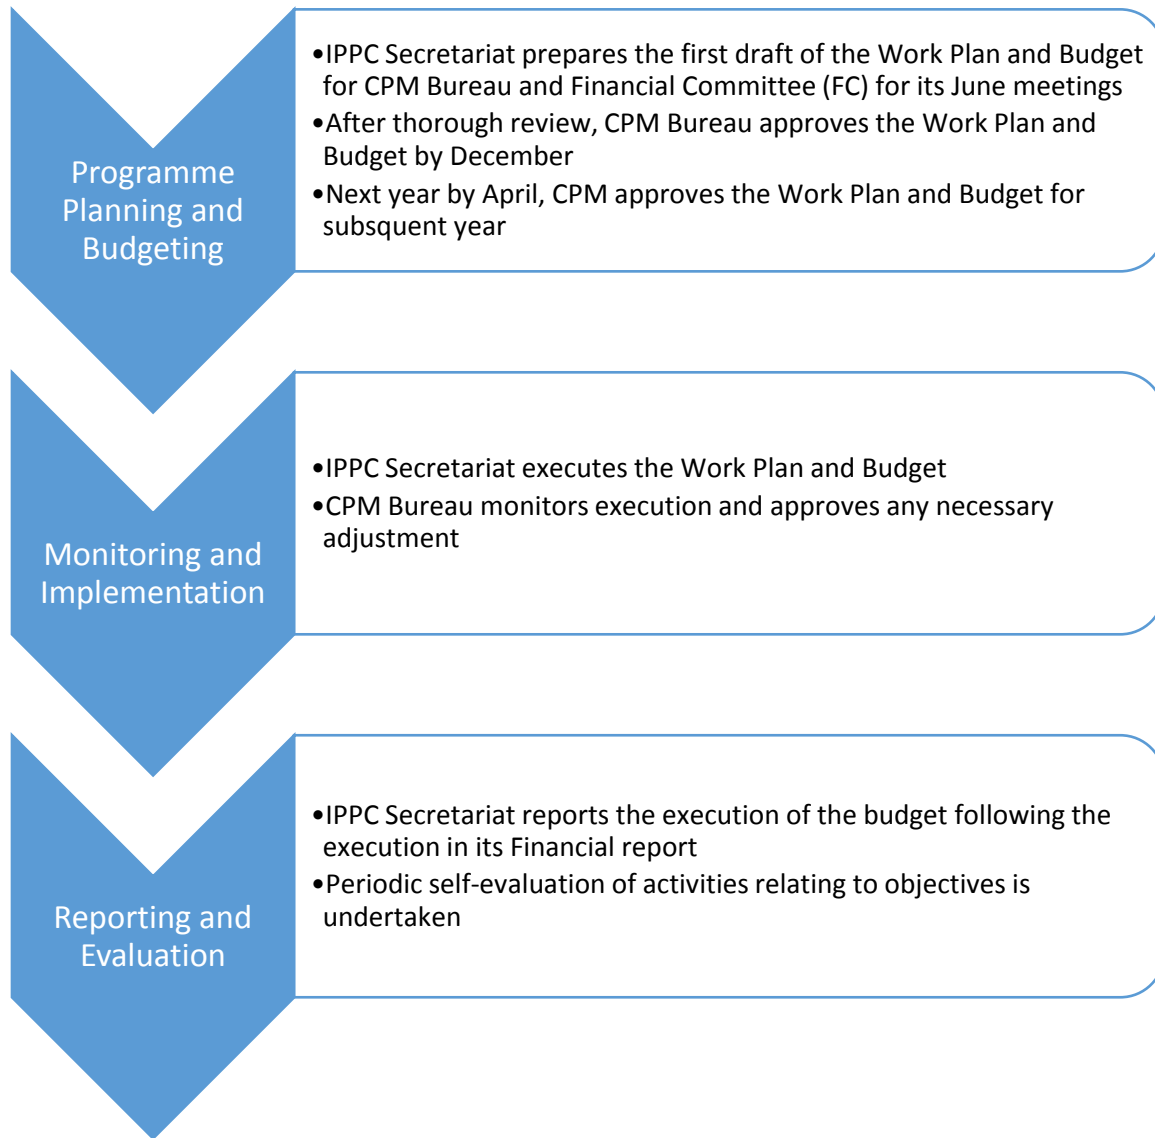 Programme
Planning and
Budgeting
•IPPC Secretariat prepares the first draft of the Work Plan and Budget
for CPM Bureau and Financial Committee (FC) for its June meetings
•After thorough review, CPM Bureau approves the Work Plan and
Budget by December
•Next year by April, CPM approves the Work Plan and Budget for
subsquent year
Monitoring and
Implementation
•IPPC Secretariat executes the Work Plan and Budget
•CPM Bureau monitors execution and approves any necessary
adjustment
Reporting and
Evaluation
•IPPC Secretariat reports the execution of the budget following the
execution in its Financial report
•Periodic self-evaluation of activities relating to objectives is
undertaken